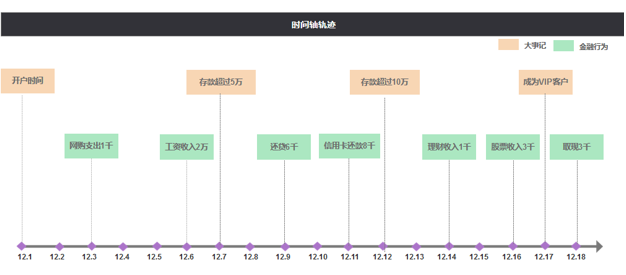 时间轴轨迹
大事记
金融行为
开户时间
存款超过5万
存款超过10万
成为VIP客户
网购支出1千
工资收入2万
还贷6千
信用卡还款8千
理财收入1千
股票收入3千
取现3千
12.1 12.2 12.3 12.4 12.5 12.6 12.7 12.8 12.9 12.10 12.11 12.12 12.13 12.14 12.15 12.16 12.17 12.18